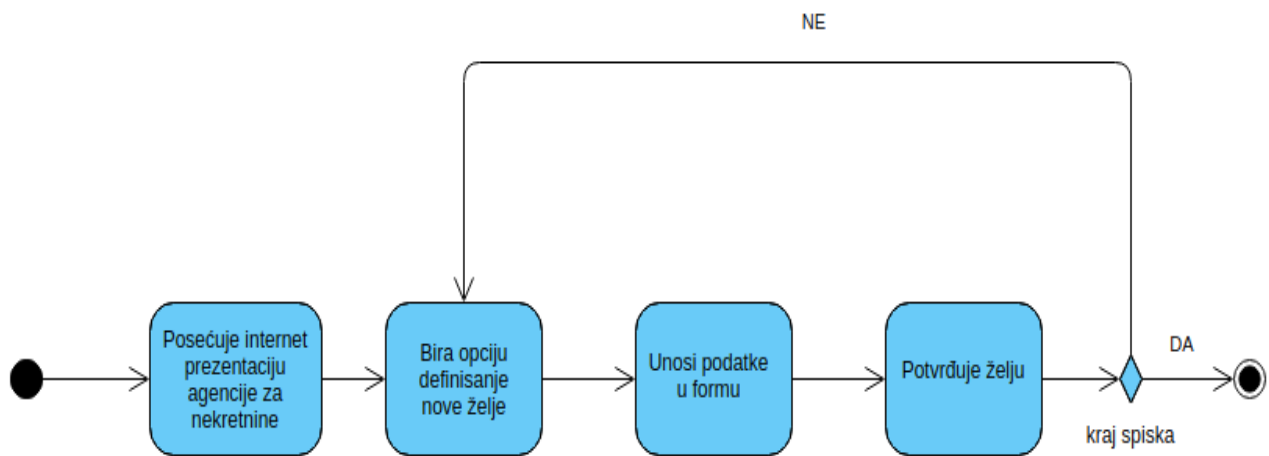 NE
Posećuje internet
prezentaciju
agencije za
nekretnine
Bira opciju
definisanje
nove želje
Unosi podatke
u formu
Potvrđuje želju
DA
kraj spiska